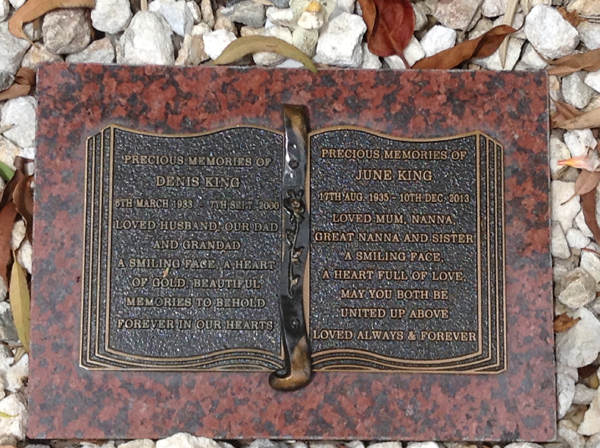 PRECIOUS MEMORIES OF
DENIS KING
6TH MARCH 1933 - 7TH SEPT. 2000
LOVED HUSBAND, OUR DAD
AND GRANDAD
A SMILING FACE, A HEART
OF GOLD, BEAUTIFUL
MEMORIES TO BEHOLD
FOREVER IN OUR HEARTS
PRECIOUS MEMORIES OF
JUNE KING
17TH AUG. 1935 - 10TH DEC. 2013
LOVED MUM, NANNA,
GREAT NANNA AND SISTER
A SMILING FACE,
A HEART FULL OF LOVE,
MAY YOU BOTH BE
UNITED UP ABOVE
LOVED ALWAYS & FOREVER